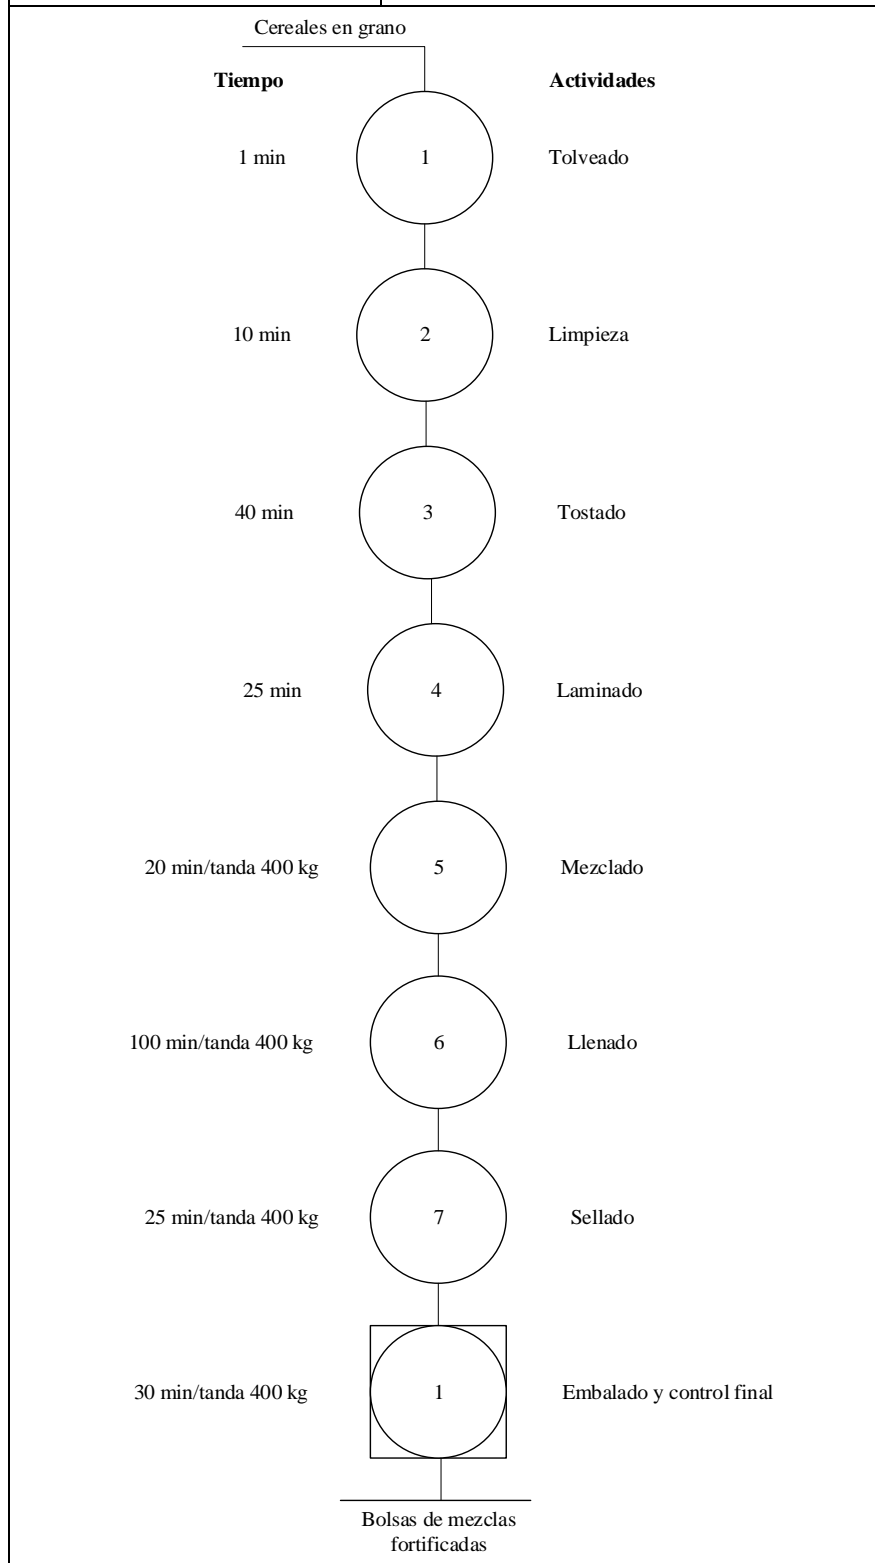 Cereales en grano
Tiempo Actividades
1 min 1 Tolveado
10 min 2 Limpieza
40 min 3 Tostado
25 min 4 Laminado
20 min/tanda 400 kg 5 Mezclado
100 min/tanda 400 kg 6 Llenado
25 min/tanda 400 kg 7 Sellado
30 min/tanda 400 kg 1 Embalado y control final
Bolsas de mezclas
fortificadas